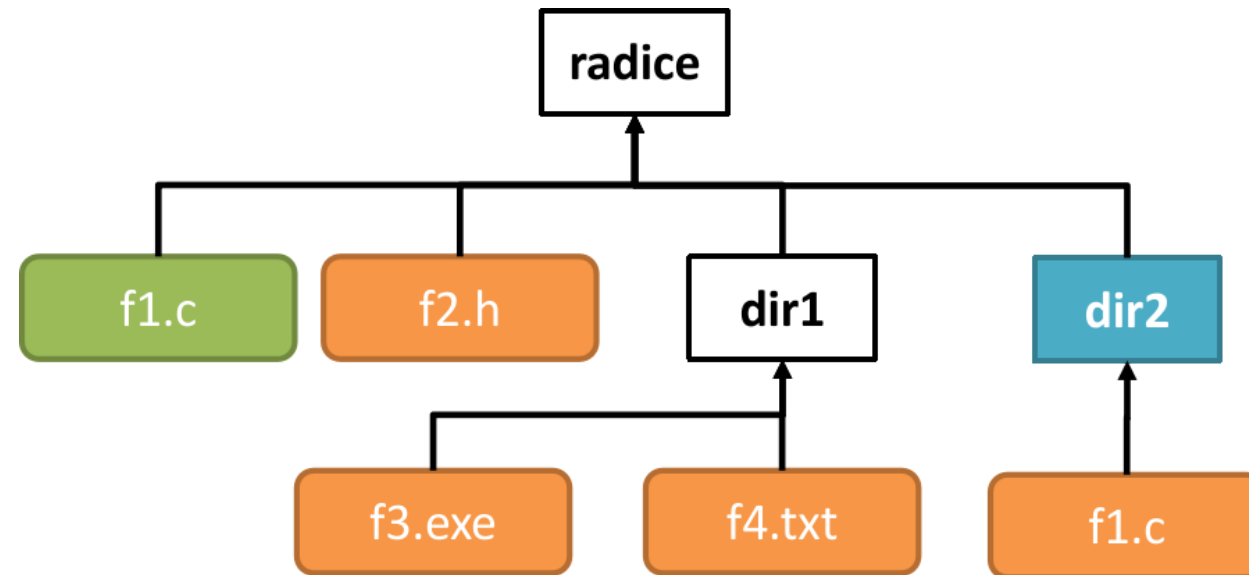 radice
f1.c
f2.h
dir1
dir2
f3.exe
f4.txt
f1.c